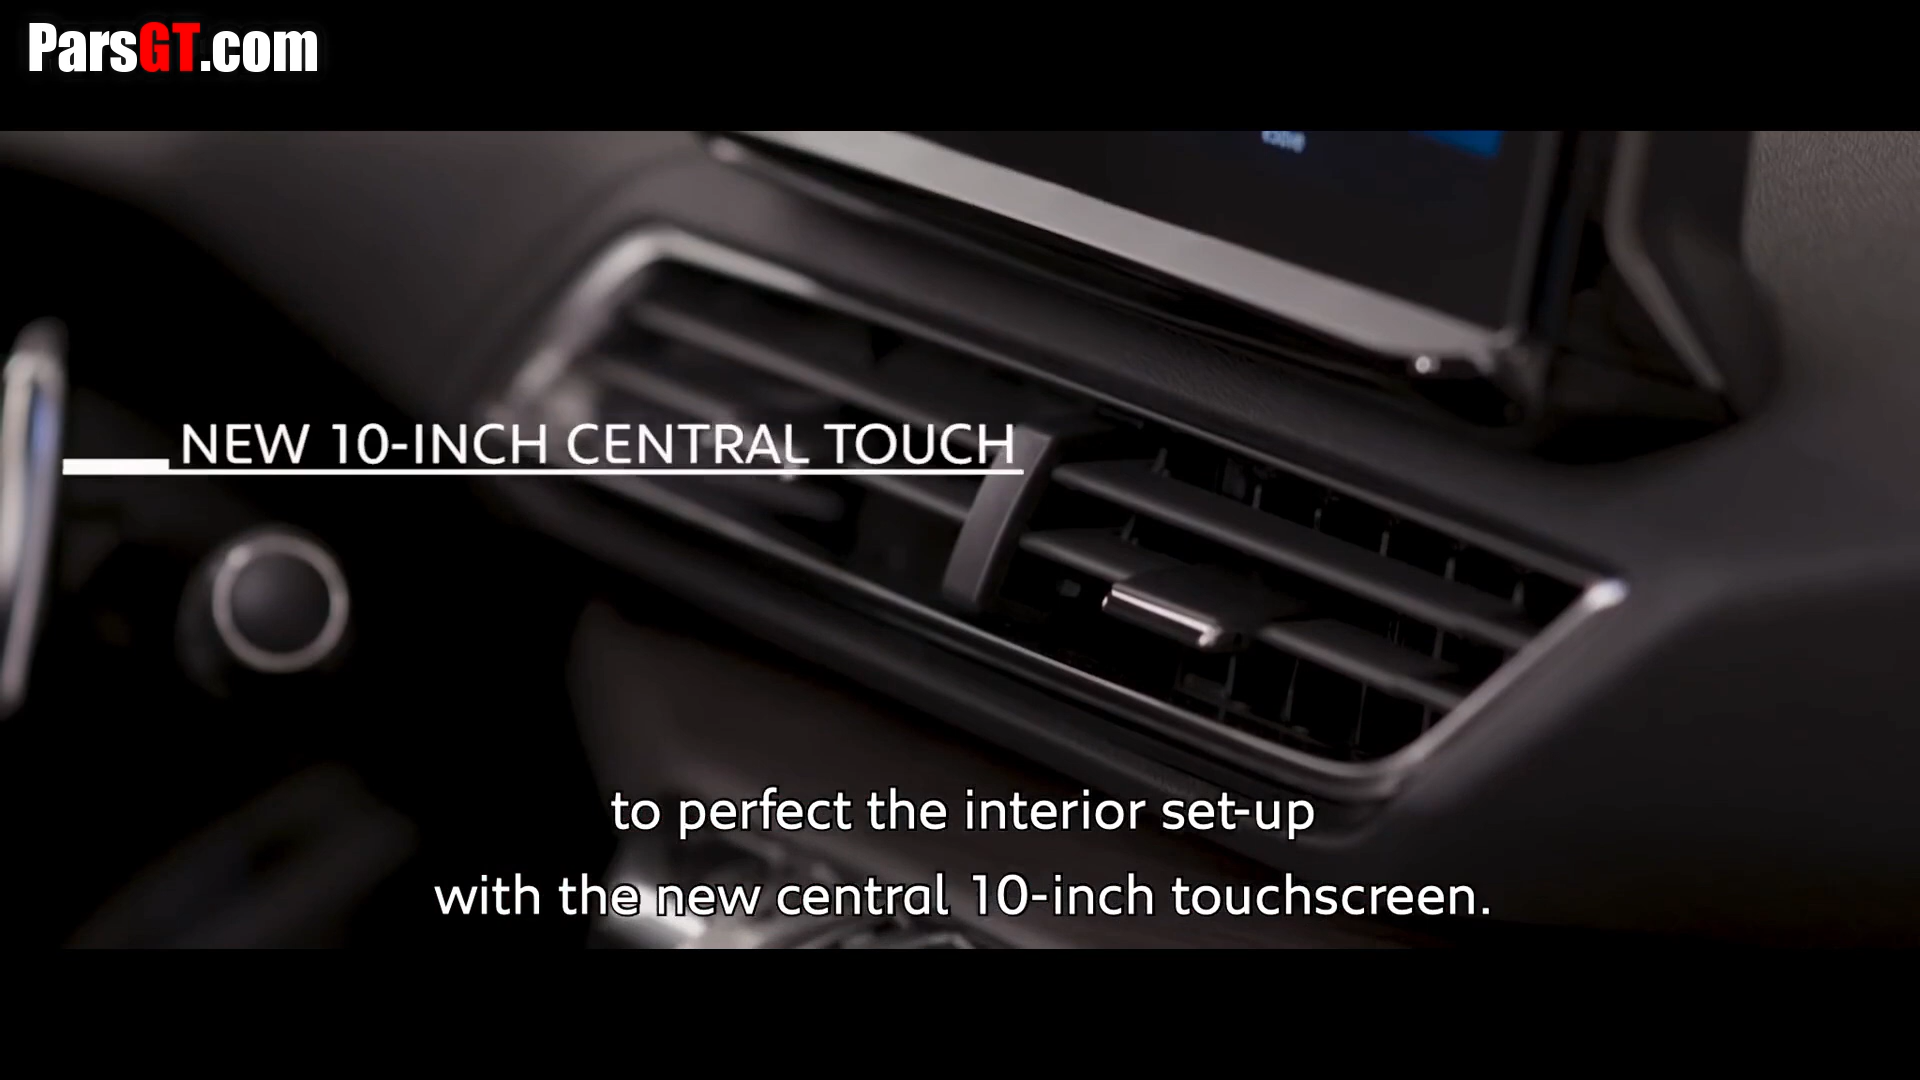 ParsGT.com
NEW 10-INCH CENTRAL TOUCH
to perfect the interior set-up
with the new central 10-inch touchscreen.